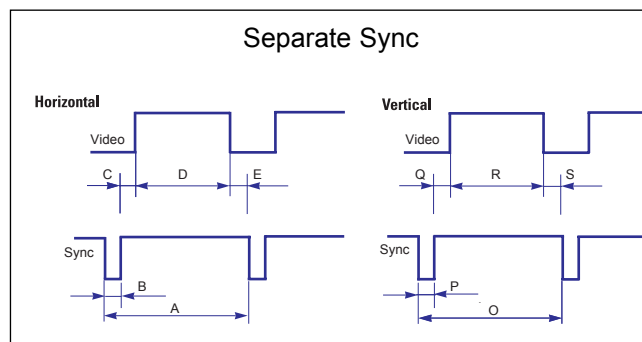 Separate Sync
Horizontal
Vertical
Video
Video
C
D
E
Q
R
S
Sync
Sync
B
P
A
O